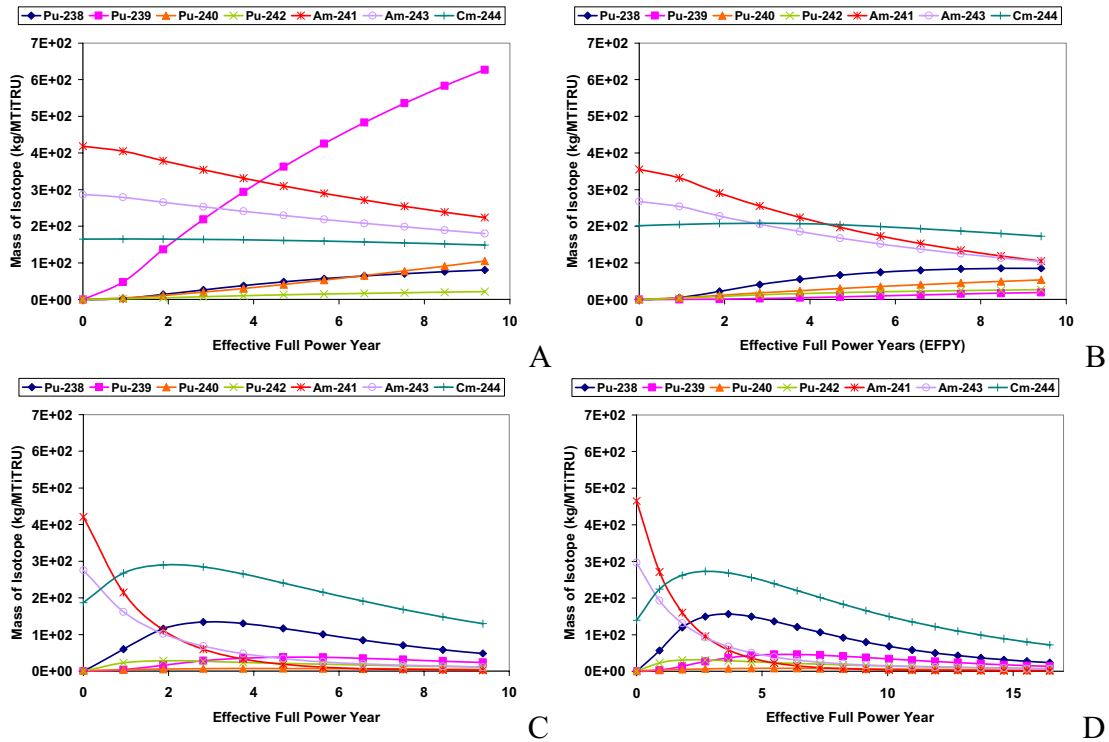 Pu-238 Pu-239 Pu-240 Pu-242 Am-241 Am-243 Cm-244
7E+02
6E+02
5E+02
4E+02
3E+02
2E+02
1E+02
0E+00
0 2 4 6 8 10
Mass of Isotope (kg/MTiTRU)
Effective Full Power Year
A
Pu-238 Pu-239 Pu-240 Pu-242 Am-241 Am-243 Cm-244
7E+02
6E+02
5E+02
4E+02
3E+02
2E+02
1E+02
0E+00
0 2 4 6 8 10
Mass of Isotope (kg/MTiTRU)
Effective Full Power Years (EFPY)
B
Pu-238 Pu-239 Pu-240 Pu-242 Am-241 Am-243 Cm-244
7E+02
6E+02
5E+02
4E+02
3E+02
2E+02
1E+02
0E+00
0 2 4 6 8 10
Mass of Isotope (kg/MTiTRU)
Effective Full Power Year
C
Pu-238 Pu-239 Pu-240 Pu-242 Am-241 Am-243 Cm-244
7E+02
6E+02
5E+02
4E+02
3E+02
2E+02
1E+02
0E+00
0 5 10 15
Mass of Isotope (kg/MTiTRU)
Effective Full Power Year
D